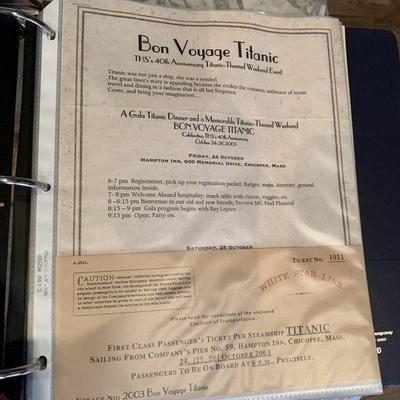 Bon Voyage Titanic
THS's 40th Anniversary Titanic-Themed Weekend Event
Titanic was not just a ship, she was a symbol.
The great liner's story is appealing because she evokes the romantic audience of ocean
travel and dining in a fashion that is all but forgotten.
Come, and bring your imagination...
A Gala Titanic Dinner and a Memorable Titanic-Themed Weekend
BON VOYAGE TITANIC
Celebrating THS's 40th Anniversary
October 24-26, 2003
FRIDAY, 24 OCTOBER
HAMPTON INN, 600 MEMORIAL DRIVE, CHICOPEE, MASS
6-7 pm Registration, pick up your registration packet. Badges, maps, itinerary, general
information inside.
7- 8 pm Welcome Aboard hospitality; snack table with cheese, veggies, etc
8 –8:15 pm Bienvenue to our old and new friends; Preview MC Paul Phaneuf
8:15 – 9 pm Gala program begins with Ray Lepien
9:15 pm Open; Party on.
SATURDAY, 25 OCTOBER
TICKET NO. 1011
CAUTION
WHITE STAR LINE.
Please read the conditions of the enclosed
Contract of Transportation.
FIRST CLASS PASSENGER'S TICKET PER STEAMSHIP TITANIC
SAILING FROM COMPANY'S PIER NO. 59, HAMPTON INN, CHICOPEE, MASS.
24, (25, 26) OCTOBER 2003
PASSENGERS TO BE ON BOARD AT 6 P.M., PRECISELY.
VOYAGE NO: 2003 Bon Voyage Titanic